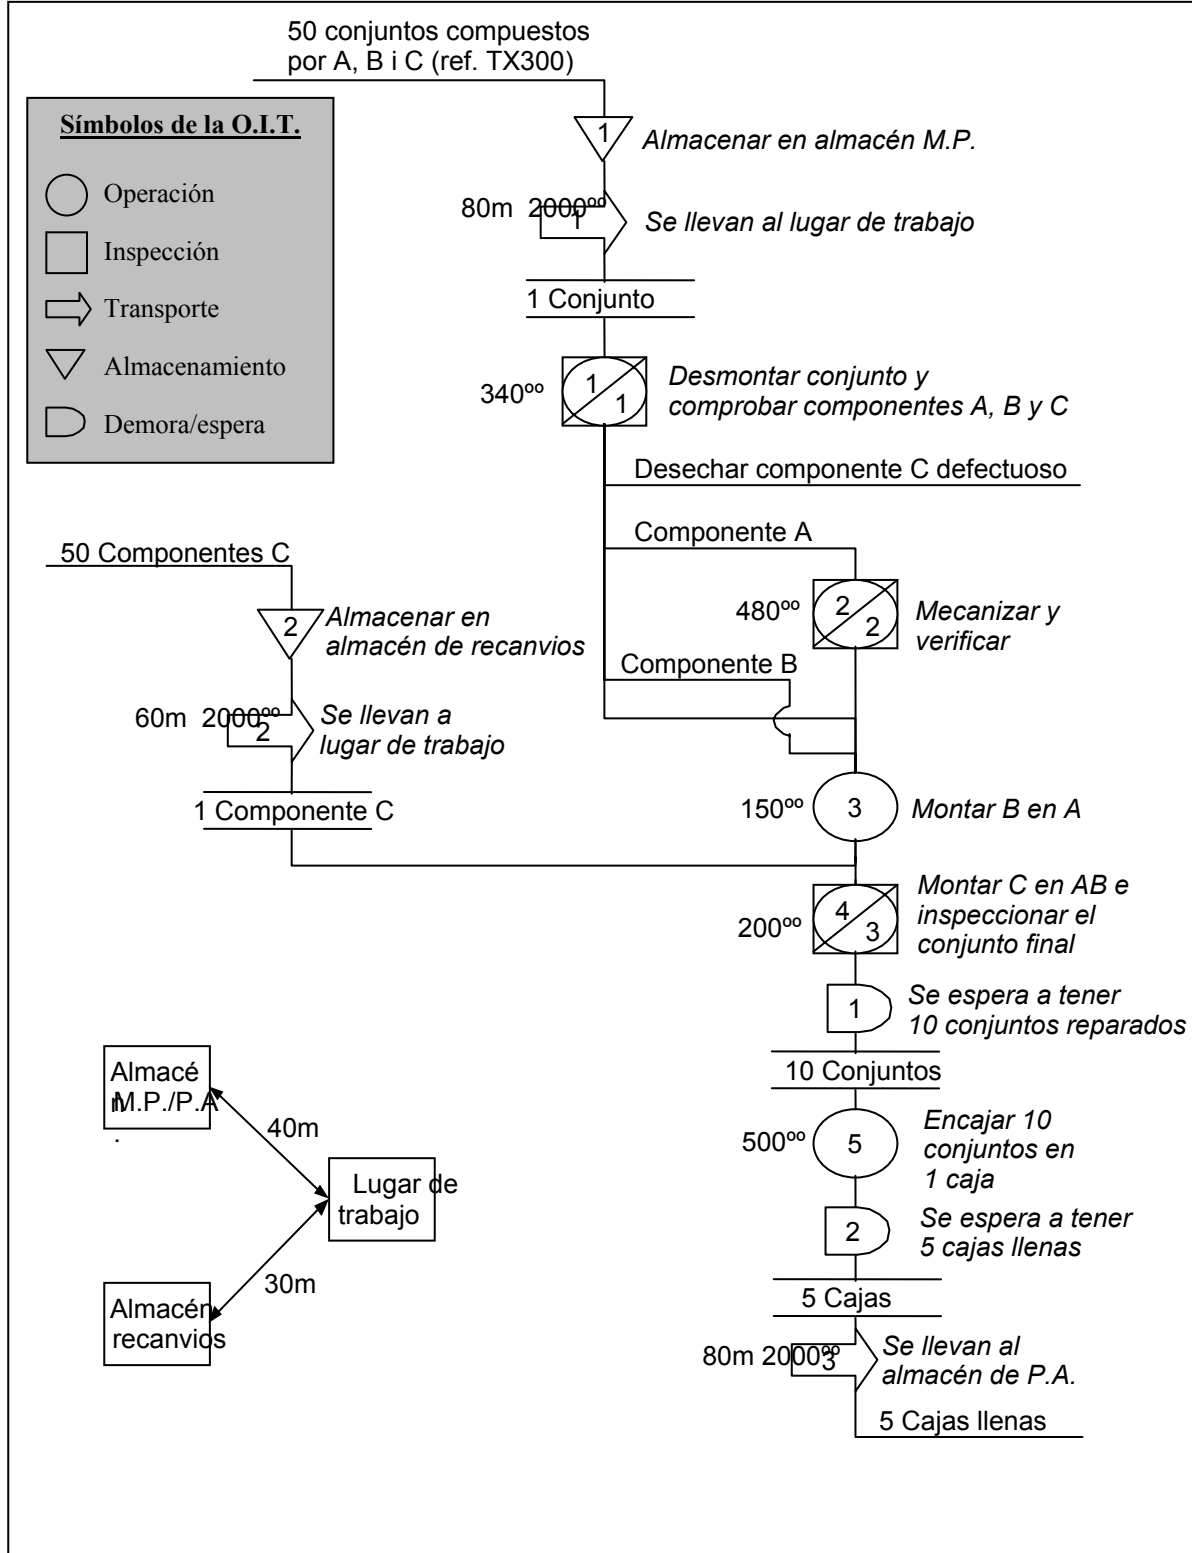 50 conjuntos compuestos
por A, B i C (ref. TX300)
Símbolos de la O.I.T.
Operación
Inspección
Transporte
Almacenamiento
Demora/espera
1
Almacenar en almacén M.P.
80m 2000ºº
1
Se llevan al lugar de trabajo
1 Conjunto
340ºº
1
1
Desmontar conjunto y
comprobar componentes A, B y C
Desechar componente C defectuoso
Componente A
50 Componentes C
2
Almacenar en
almacén de recanvios
480ºº
2
2
Mecanizar y
verificar
Componente B
60m 2000ºº
2
Se llevan a
lugar de trabajo
1 Componente C
150ºº
3
Montar B en A
200ºº
4
3
Montar C en AB e
inspeccionar el
conjunto final
1
Se espera a tener
10 conjuntos reparados
10 Conjuntos
500ºº
5
Encajar 10
conjuntos en
1 caja
2
Se espera a tener
5 cajas llenas
5 Cajas
80m 2000ºº
3
Se llevan al
almacén de P.A.
5 Cajas llenas
Almacé
n
M.P./P.A
.
40m
Lugar de
trabajo
30m
Almacén
recanvios